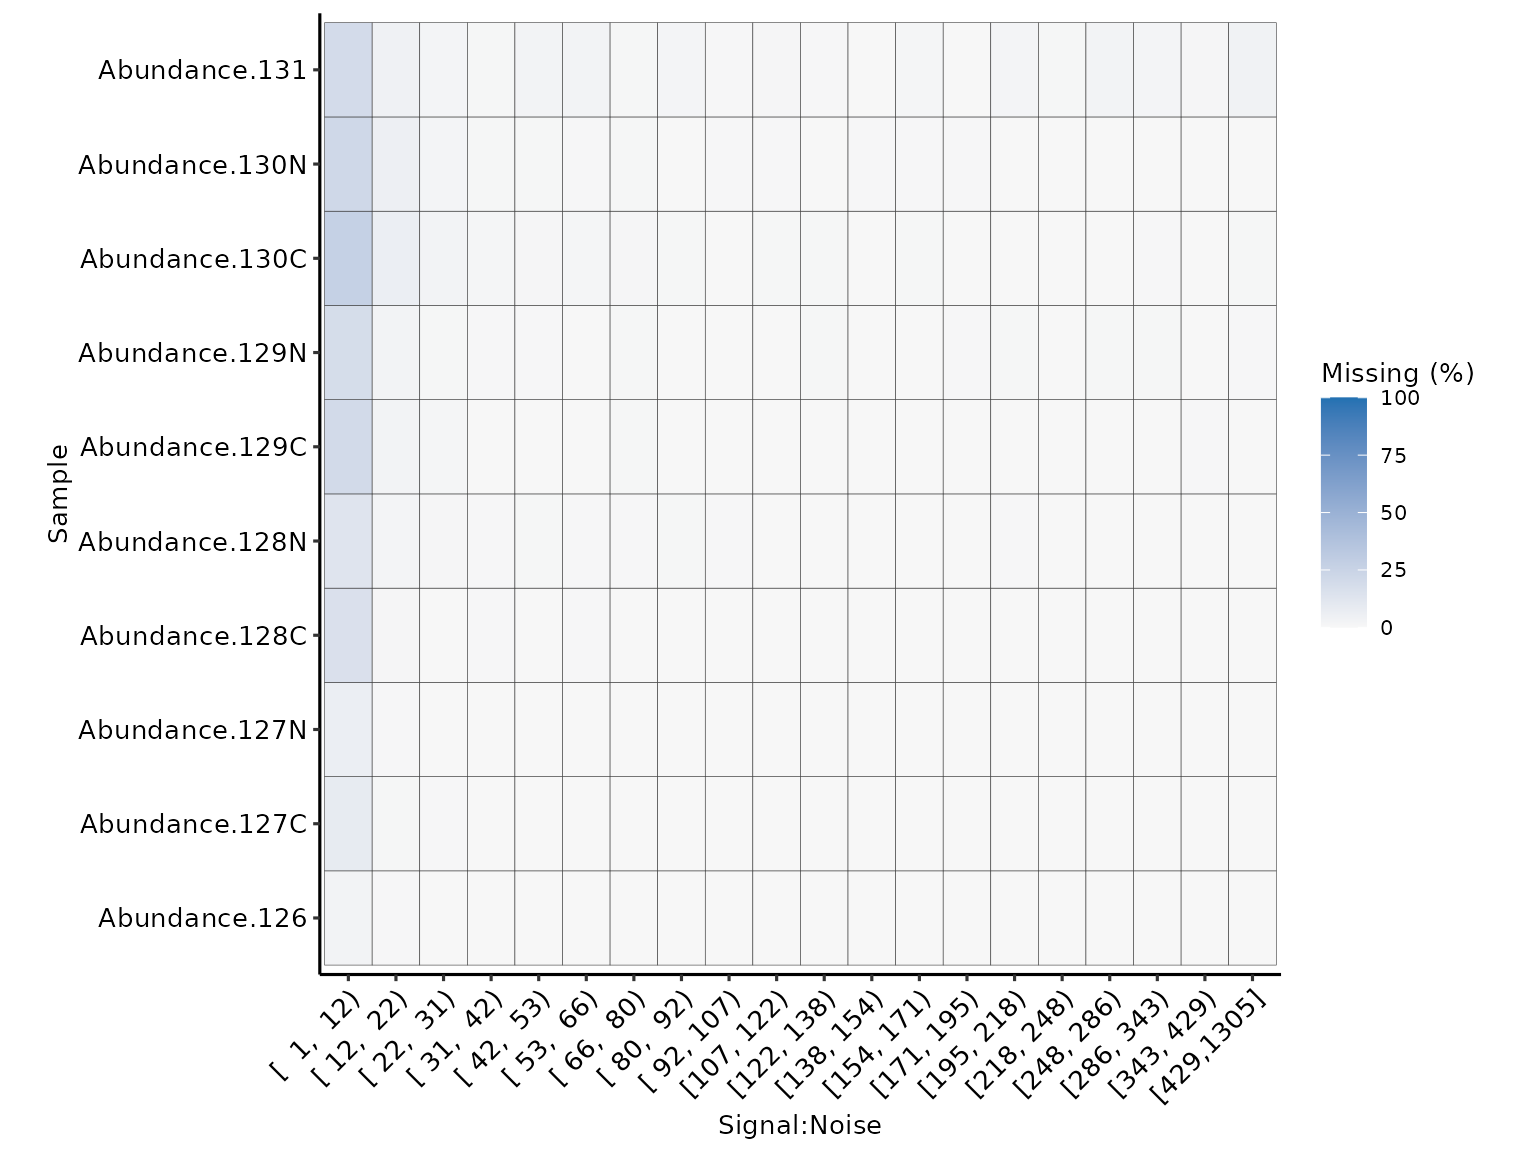 Abundance.131
Abundance.130N
Abundance.130C
Abundance.129N
Abundance.129C
Abundance.128N
Abundance.128C
Abundance.127N
Abundance.127C
Abundance.126
Sample
[  1, 12)
[ 12, 22)
[ 22, 31)
[ 31, 42)
[ 42, 53)
[ 53, 66)
[ 66, 80)
[ 80,  92)
[ 92, 107)
[107, 122)
[122, 138)
[138, 154)
[154, 171)
[171, 195)
[195, 218)
[218, 248)
[248, 286)
[286, 343)
[343, 429)
[429,1305]
Signal:Noise
Missing (%)
100
75
50
25
0